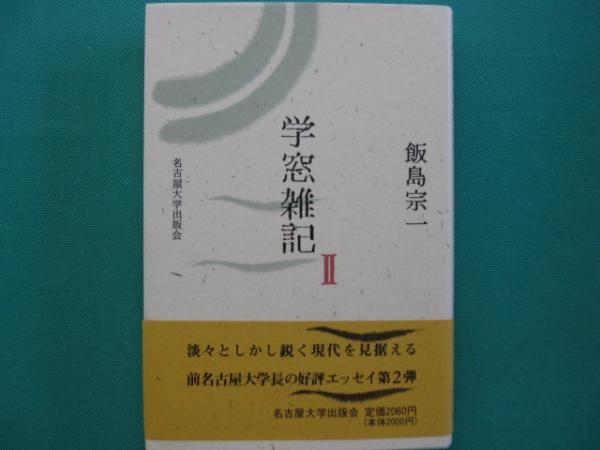 飯島宗一
学窓雑記
Ⅱ
名古屋大学出版会
淡々としかし鋭く現代を見据える
前名古屋大学長の好評エッセイ第2弾
名古屋大学出版会 定価2060円
(本体2000円)